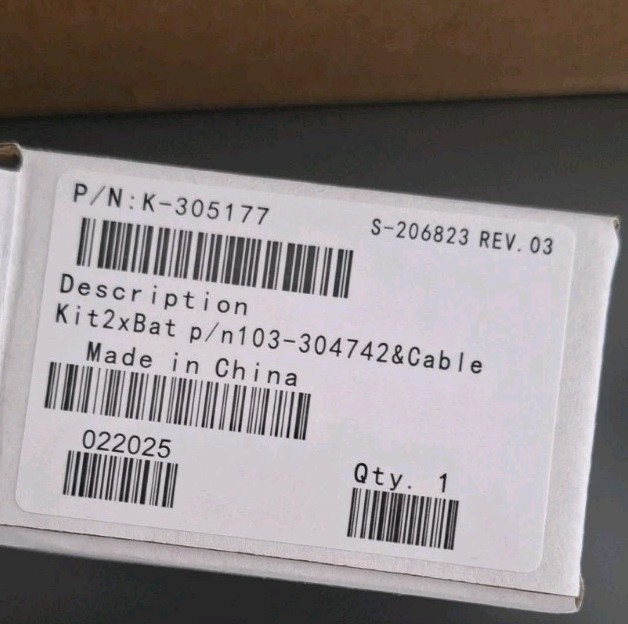 P/N:K-305177
S-206823 REV.03
Description
Kit2xBat p/n103-304742&Cable
Made in China
022025
Qty. 1